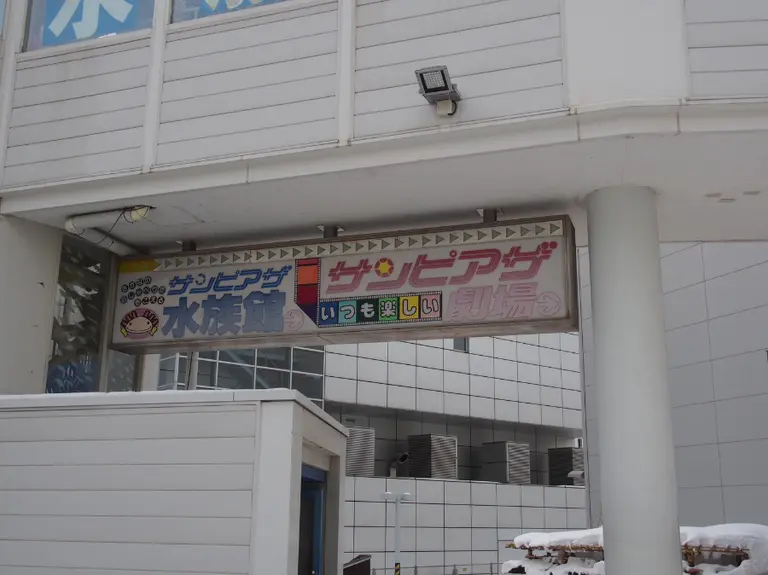 水
サンピアザ
水族館
サンピアザ
いつも楽しい
劇場